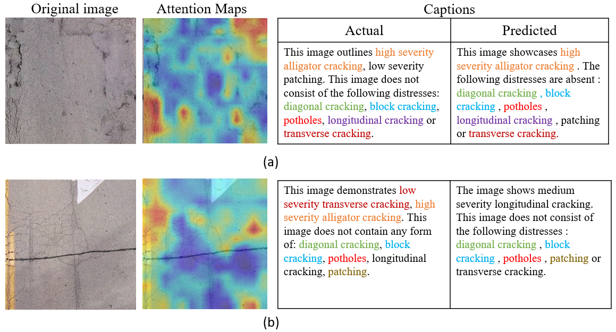 Original image
Attention Maps
Captions
Actual
Predicted
This image outlines high
severity
alligator cracking, low severity
patching. This image does not
consist of the following distresses:
diagonal cracking, block cracking,
potholes, longitudinal cracking or
transverse cracking.
This image showcases high
severity alligator cracking . The
following distresses are absent :
diagonal cracking , block
cracking , potholes ,
longitudinal cracking , patching
or transverse cracking.
(a)
This image demonstrates low
severity transverse cracking, high
severity alligator cracking. This
image does not contain any form
of: diagonal cracking, block
cracking, potholes, longitudinal
cracking, patching.
The image shows medium
severity longitudinal cracking.
This image does not consist of
the following distresses :
diagonal cracking , block
cracking , potholes , patching or
transverse cracking.
(b)